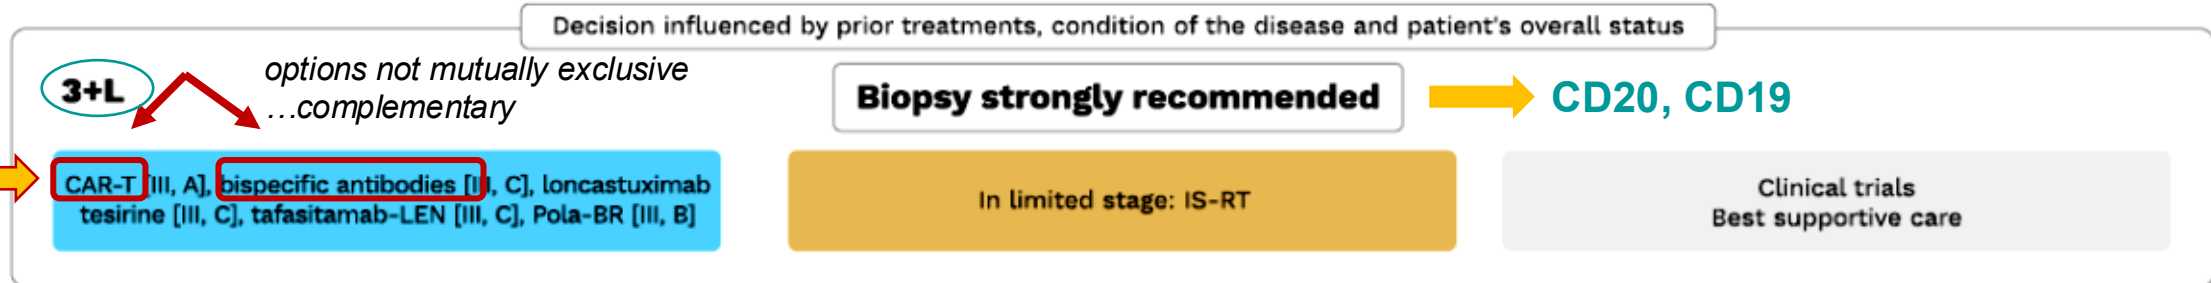 Decision influenced by prior treatments, condition of the disease and patient's overall status
3+L
options not mutually exclusive
...complementary
Biopsy strongly recommended
CD20, CD19
CAR-T [III, A], bispecific antibodies [III, C], loncastuximab
tesirine [III, C], tafasitamab-LEN [III, C], Pola-BR [III, B]
In limited stage: IS-RT
Clinical trials
Best supportive care